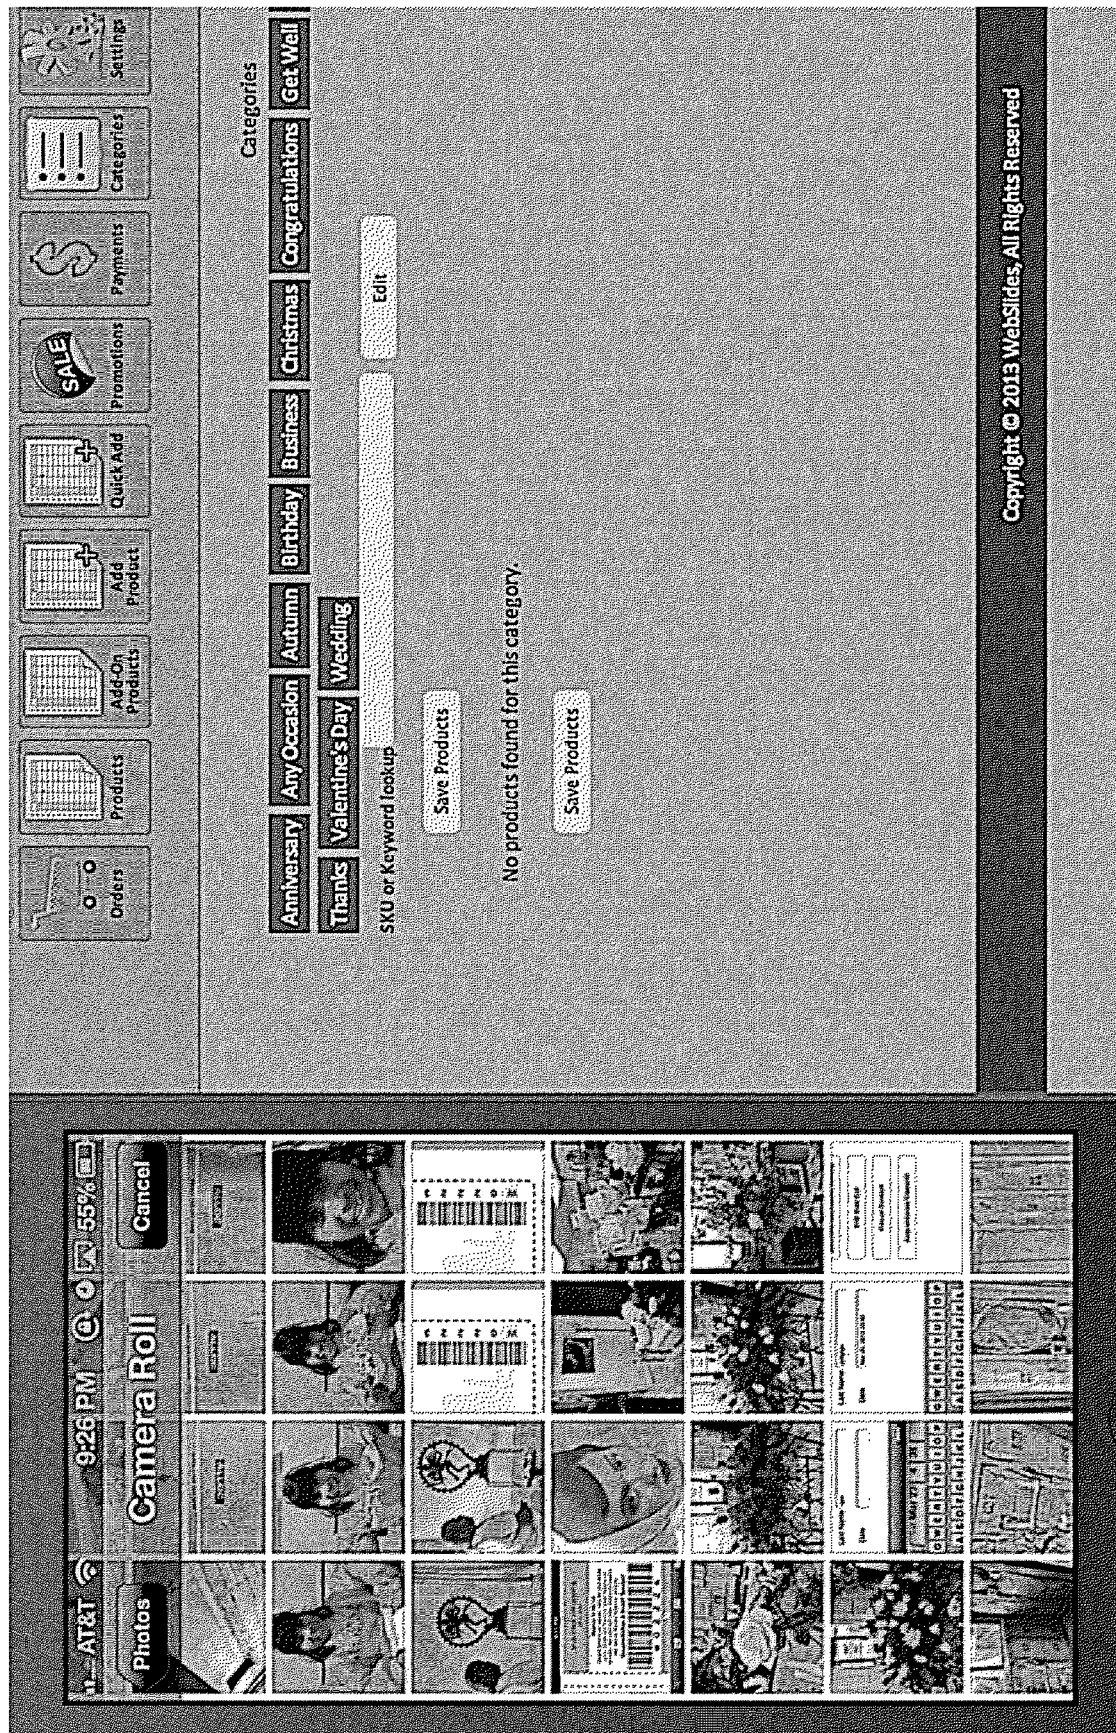 AT&T 9:26 PM 55%
Photos Camera Roll Cancel
Orders
Products
Add-On
Products
Add
Product
Quick Add
SALE
Promotions
Payments
Categories
Settings
Categories
Anniversary Any Occasion Autumn Birthday Business Christmas Congratulations Get Well
Thanks Valentine's Day Wedding
SKU or Keyword lookup Edit
Save Products
No products found for this category.
Save Products
Copyright © 2013 WebSlides, All Rights Reserved